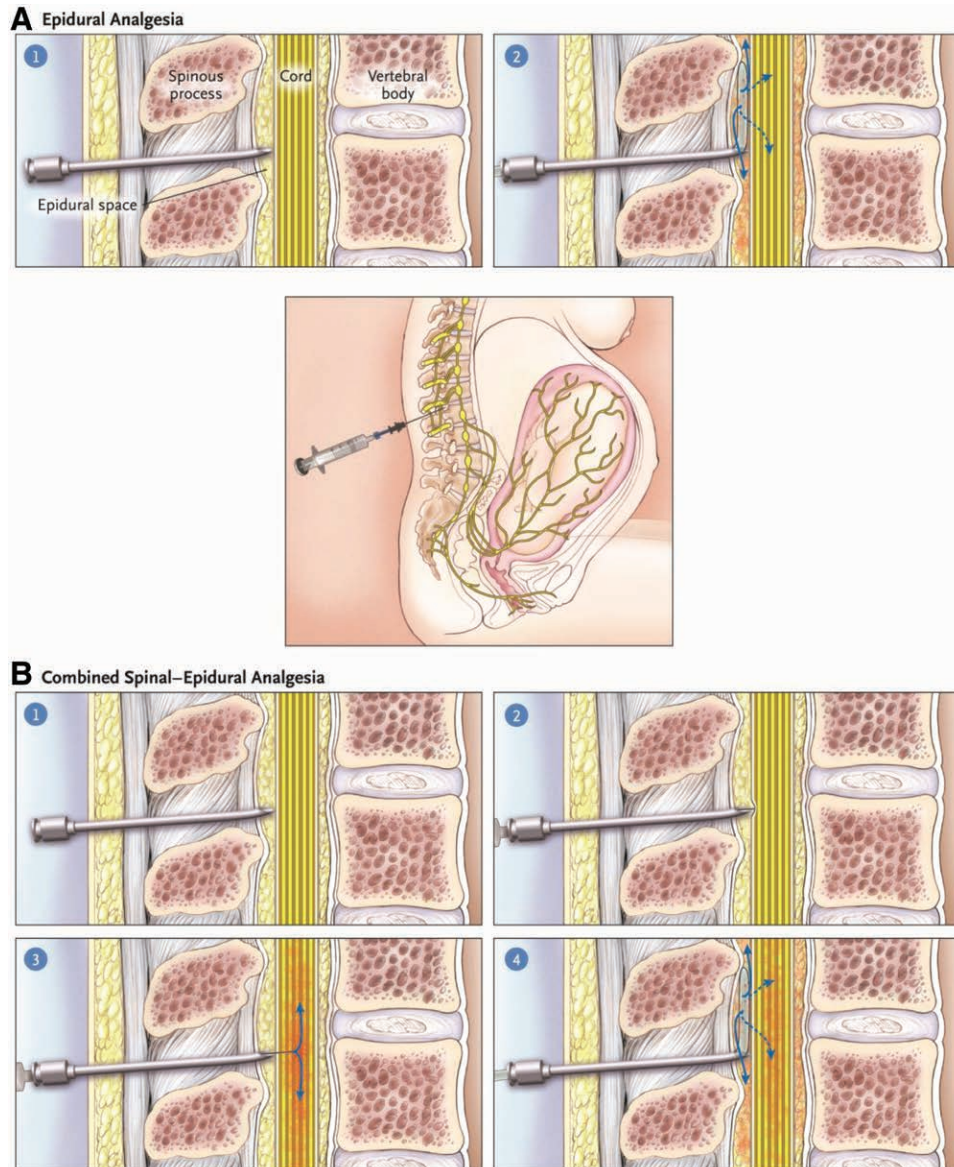 A Epidural Analgesia
1
2
Spinous
process
Cord
Vertebral
body
Epidural space
B Combined Spinal–Epidural Analgesia
1
2
3
4